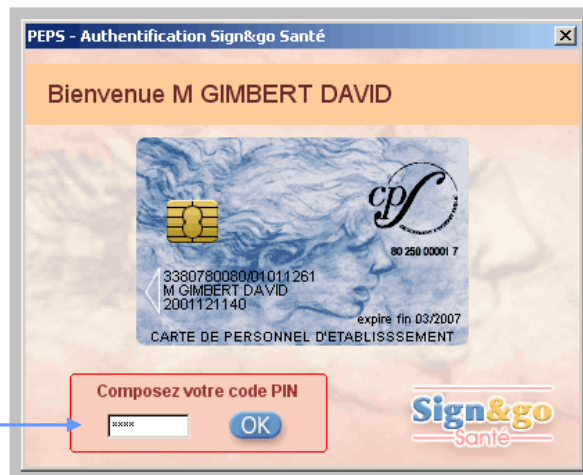 PEPS - Authentification Sign&go Santé
Bienvenue M GIMBERT DAVID
cps
80 250 00001 7
3380780080/01011261
M GIMBERT DAVID
2001121140
expire fin 03/2007
CARTE DE PERSONNEL D'ETABLISSSEMENT
Composez votre code PIN
****
OK
Sign&go
Santé